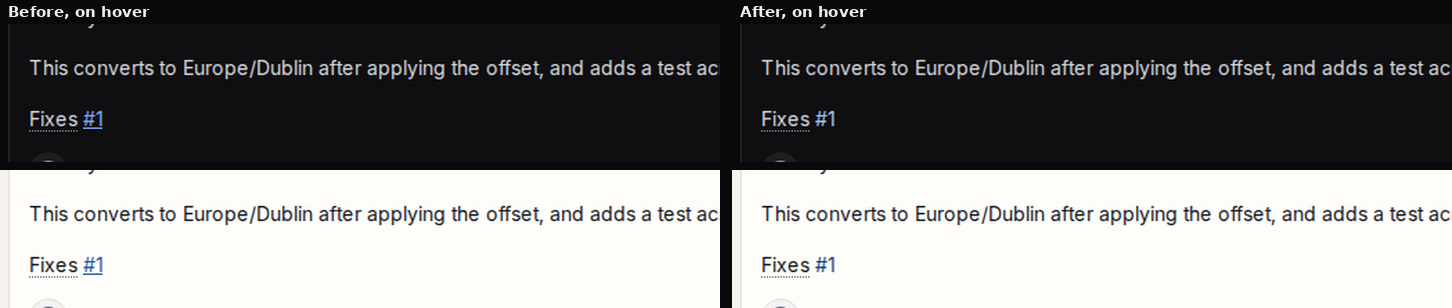 Before, on hover
This converts to Europe/Dublin after applying the offset, and adds a test ac
Fixes #1
This converts to Europe/Dublin after applying the offset, and adds a test ac
Fixes #1
After, on hover
This converts to Europe/Dublin after applying the offset, and adds a test ac
Fixes #1
This converts to Europe/Dublin after applying the offset, and adds a test ac
Fixes #1